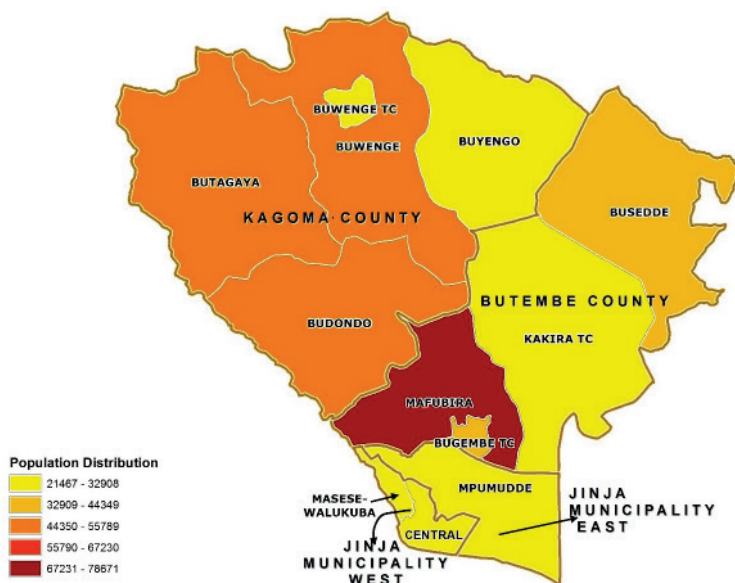 BUWENGE TC
BUWENGE
BUYENGO
BUTAGAYA
BUSEDDE
KAGOMA COUNTY
BUTEMBE COUNTY
BUDONDO
KAKIRA TC
MAFUBIRA
BUGEMBE TC
MPUMUDDE
MASESE-
WALUKUBA
CENTRAL
JINJA
MUNICIPALITY
EAST
JINJA
MUNICIPALITY
WEST
Population Distribution
21467 - 32908
32909 - 44349
44350 - 55789
55790 - 67230
67231 - 78671